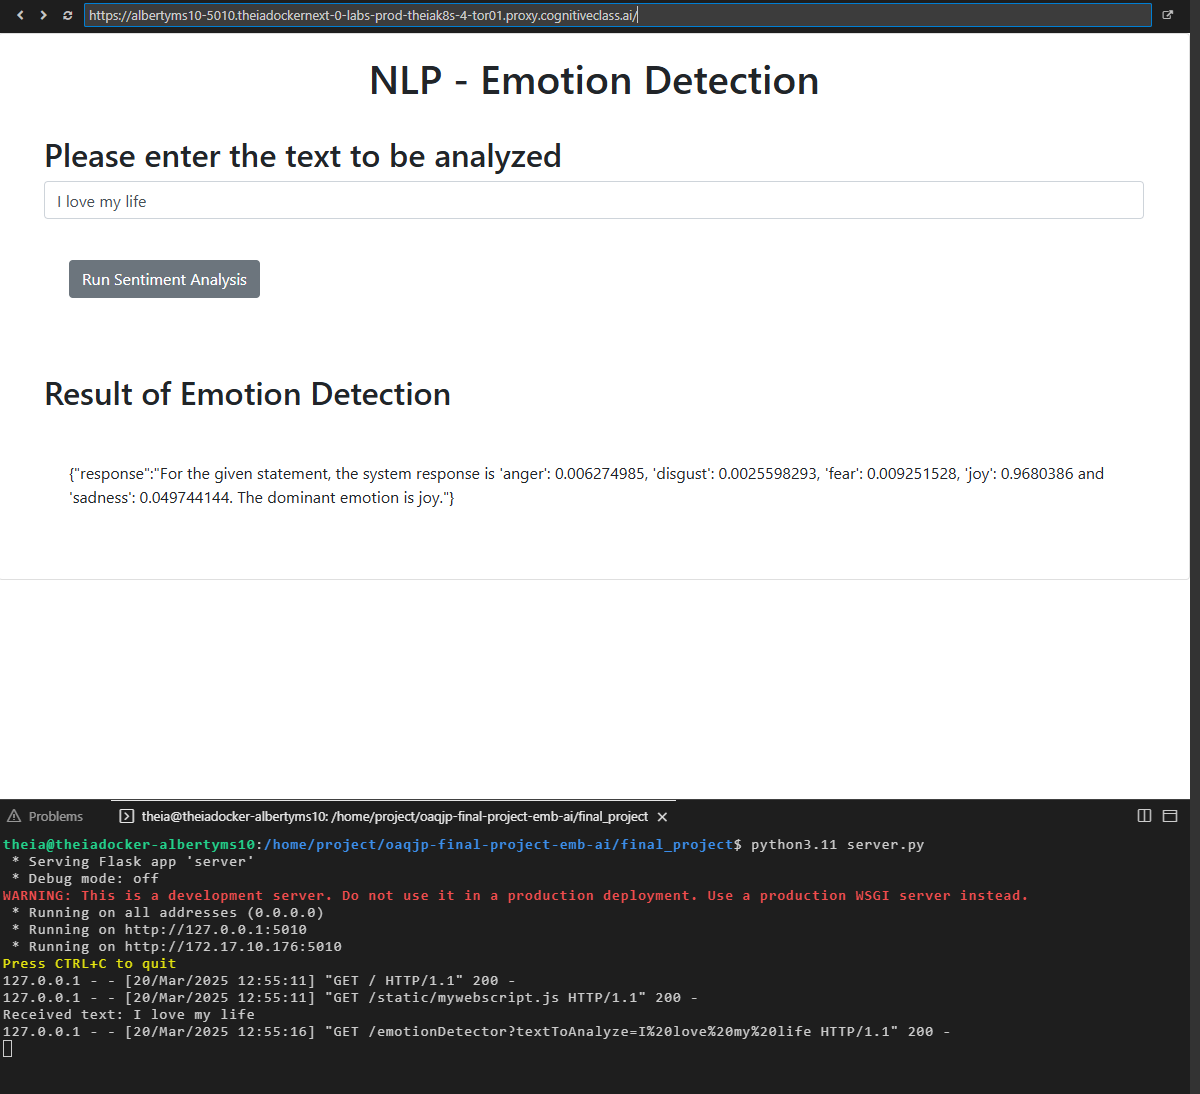 https://albertyms10-5010.theiadockernext-0-labs-prod-theiak8s-4-tor01.proxy.cognitiveclass.ai/
NLP - Emotion Detection
Please enter the text to be analyzed
I love my life
Run Sentiment Analysis
Result of Emotion Detection
{"response":"For the given statement, the system response is 'anger': 0.006274985, 'disgust': 0.0025598293, 'fear': 0.009251528, 'joy': 0.9680386 and
'sadness': 0.049744144. The dominant emotion is joy."}
Problems theia@theiadocker-albertyms10: /home/project/oaqjp-final-project-emb-ai/final_project
theia@theiadocker-albertyms10:/home/project/oaqjp-final-project-emb-ai/final_project$ python3.11 server.py
* Serving Flask app 'server'
* Debug mode: off
WARNING: This is a development server. Do not use it in a production deployment. Use a production WSGI server instead.
* Running on all addresses (0.0.0.0)
* Running on http://127.0.0.1:5010
* Running on http://172.17.10.176:5010
Press CTRL+C to quit
127.0.0.1 - - [20/Mar/2025 12:55:11] "GET / HTTP/1.1" 200 -
127.0.0.1 - - [20/Mar/2025 12:55:11] "GET /static/mywebscript.js HTTP/1.1" 200 -
Received text: I love my life
127.0.0.1 - - [20/Mar/2025 12:55:16] "GET /emotionDetector?textToAnalyze=I%20love%20my%20life HTTP/1.1" 200 -